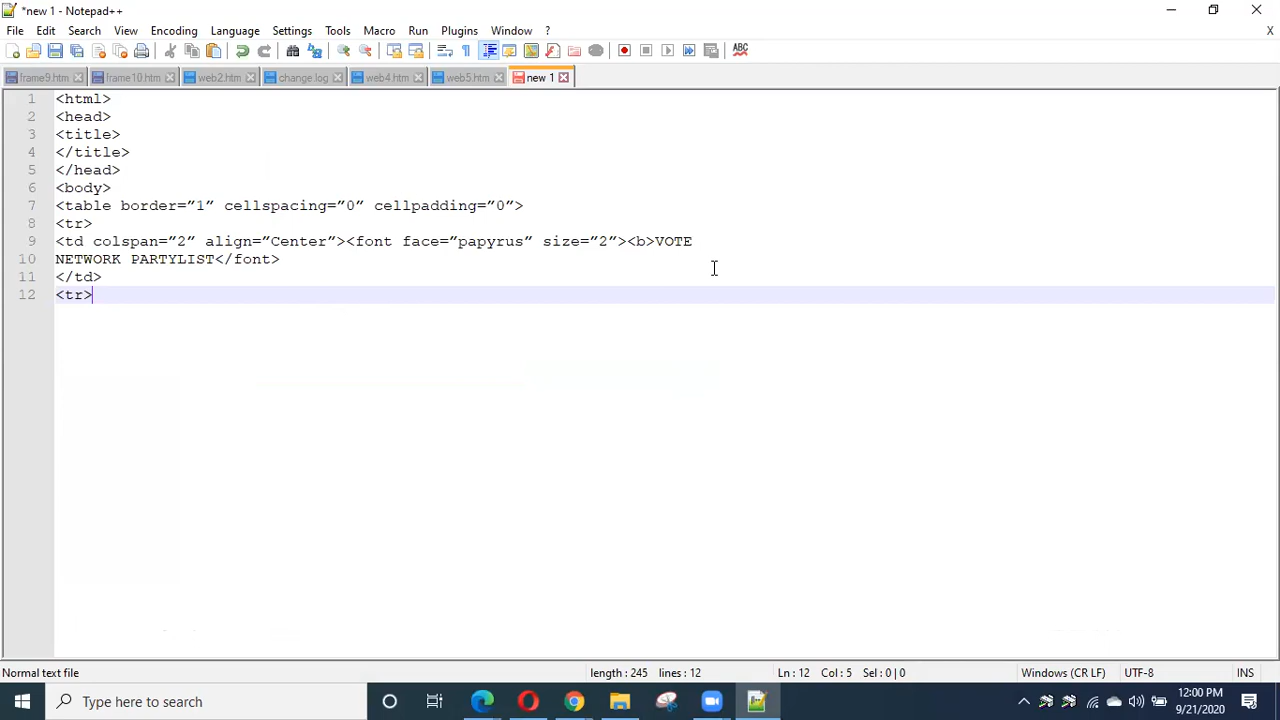 *new 1 - Notepad++
File Edit Search View Encoding Language Settings Tools Macro Run Plugins Window ? X
frame9.htm frame10.htm web2.htm change.log web4.htm web5.htm new 1
1 <html>
2 <head>
3 <title>
4 </title>
5 </head>
6 <body>
7 <table border=”1” cellspacing=”0” cellpadding=”0”>
8 <tr>
9 <td colspan=”2” align=”Center”><font face=”papyrus” size=”2”><b>VOTE
10 NETWORK PARTYLIST</font>
11 </td>
12 <tr>
Normal text file length : 245 lines : 12 Ln : 12 Col : 5 Sel : 0 | 0 Windows (CR LF) UTF-8 INS
Type here to search 12:00 PM
9/21/2020